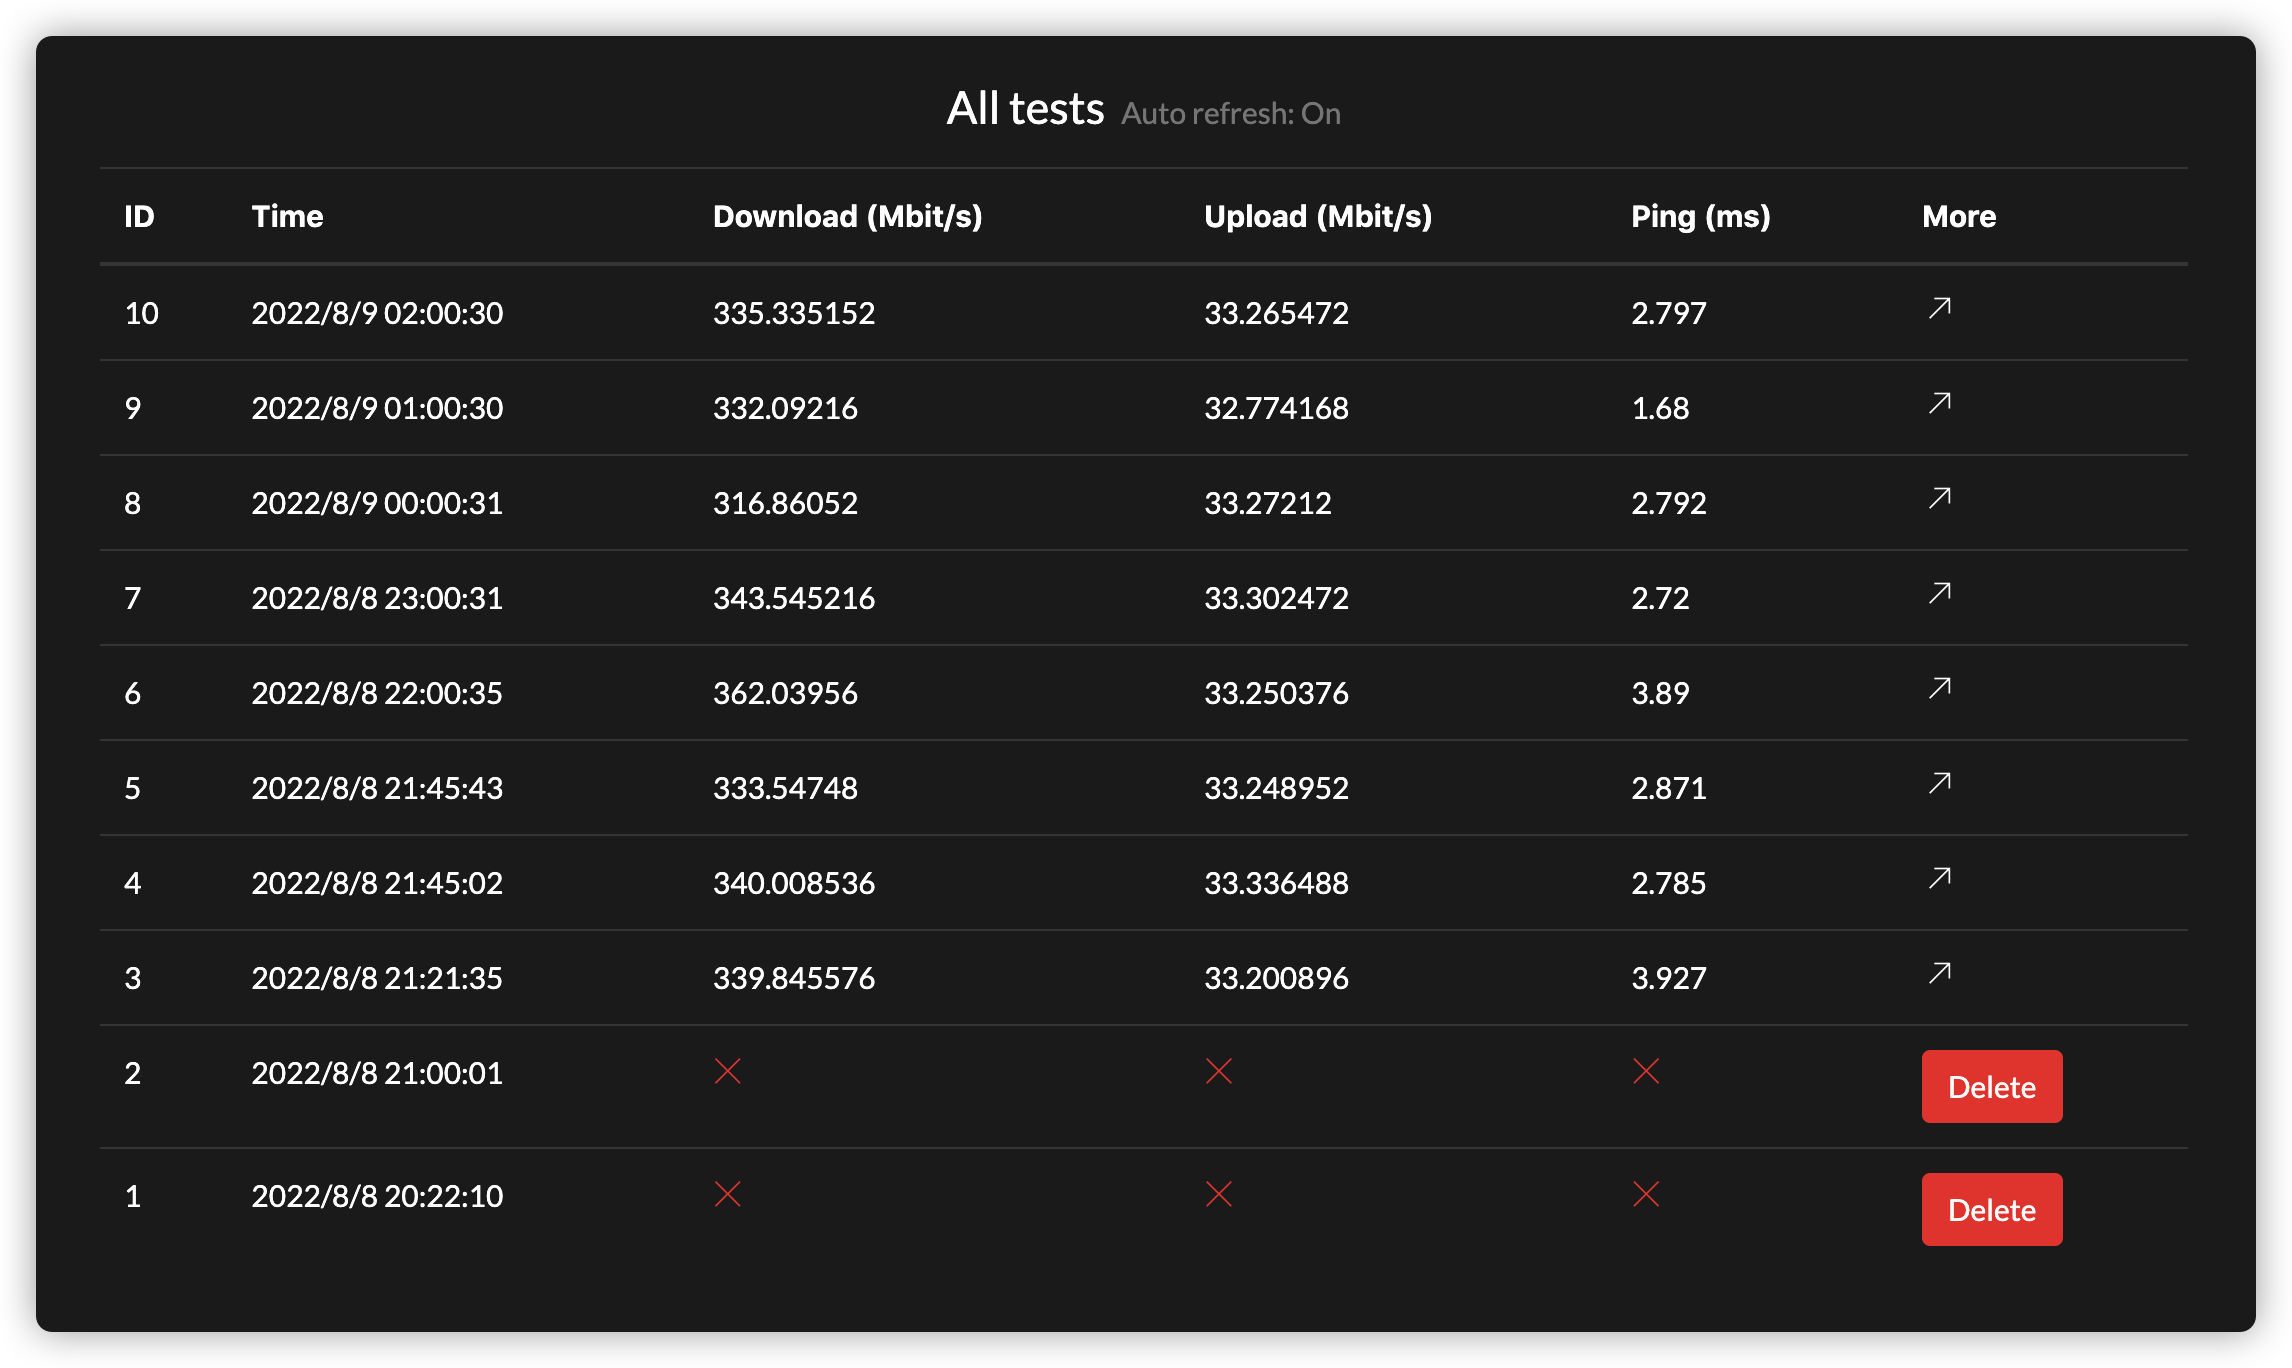 All tests Auto refresh: On
ID Time Download (Mbit/s) Upload (Mbit/s) Ping (ms) More
10 2022/8/9 02:00:30 335.335152 33.265472 2.797
9 2022/8/9 01:00:30 332.09216 32.774168 1.68
8 2022/8/9 00:00:31 316.86052 33.27212 2.792
7 2022/8/8 23:00:31 343.545216 33.302472 2.72
6 2022/8/8 22:00:35 362.03956 33.250376 3.89
5 2022/8/8 21:45:43 333.54748 33.248952 2.871
4 2022/8/8 21:45:02 340.008536 33.336488 2.785
3 2022/8/8 21:21:35 339.845576 33.200896 3.927
2 2022/8/8 21:00:01 Delete
1 2022/8/8 20:22:10 Delete